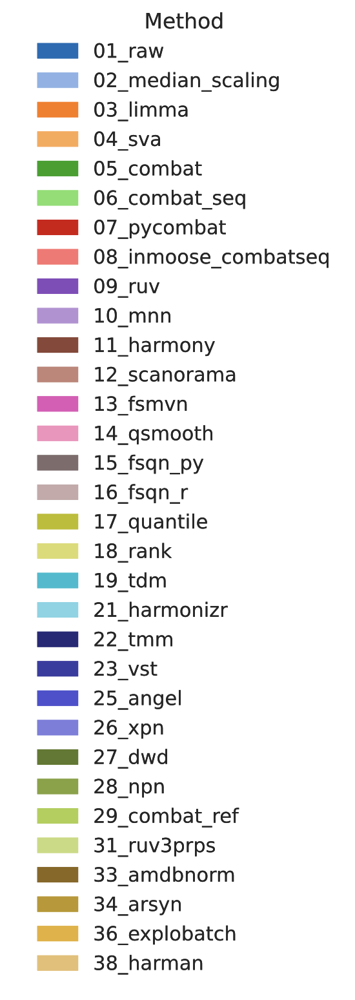 Method
01_raw
02_median_scaling
03_limma
04_sva
05_combat
06_combat_seq
07_pycombat
08_inmoose_combatseq
09_ruv
10_mnn
11_harmony
12_scanorama
13_fsmvn
14_qsmooth
15_fsqn_py
16_fsqn_r
17_quantile
18_rank
19_tdm
21_harmonizr
22_tmm
23_vst
25_angel
26_xpn
27_dwd
28_npn
29_combat_ref
31_ruv3prps
33_amdbnorm
34_arsyn
36_explobatch
38_harman